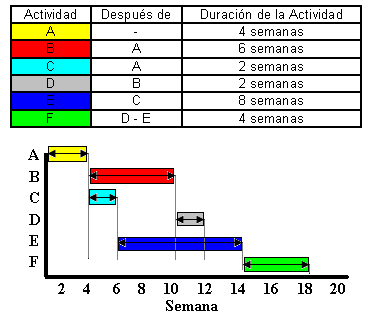 Actividad Después de Duración de la Actividad
A - 4 semanas
B A 6 semanas
C A 2 semanas
D B 2 semanas
E C 8 semanas
F D - E 4 semanas
A
B
C
D
E
F
2 4 6 8 10 12 14 16 18 20
Semana